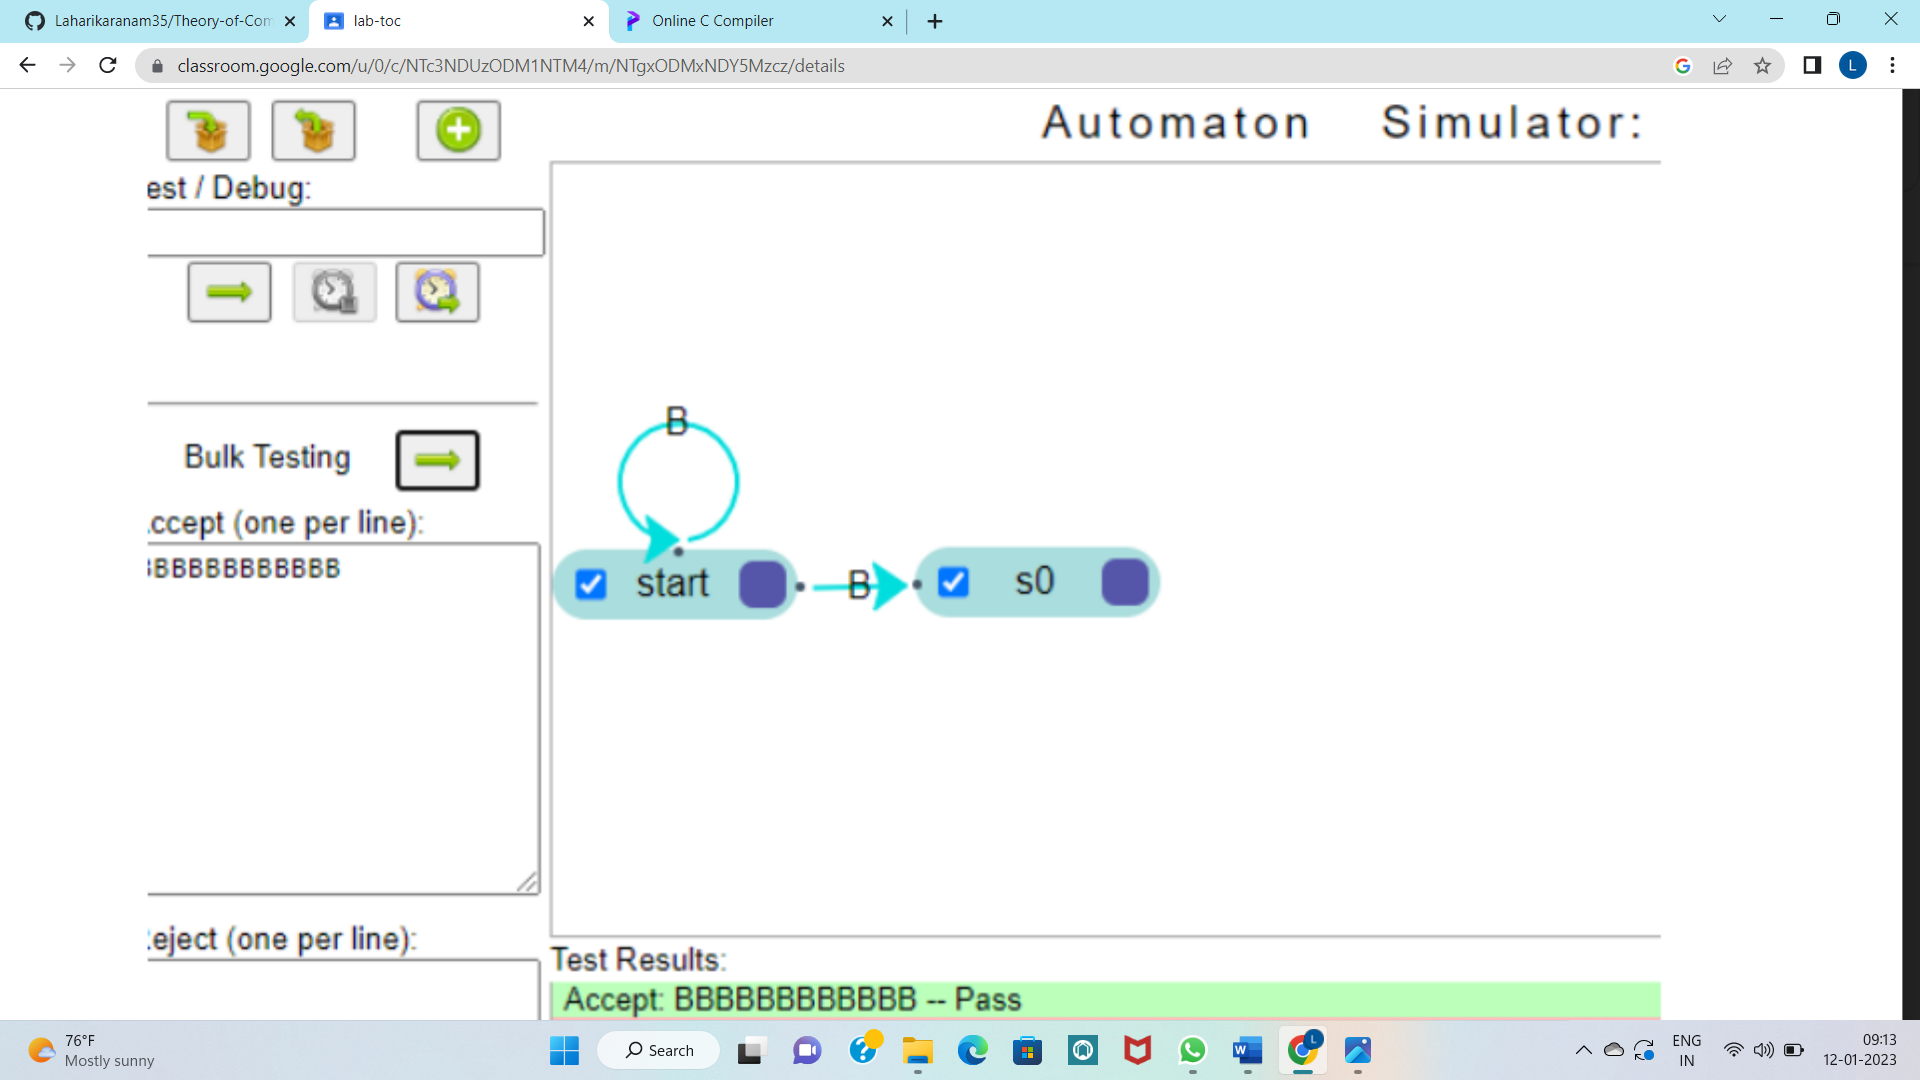 Laharikaranam35/Theory-of-Com
lab-toc
Online C Compiler
classroom.google.com/u/0/c/NTc3NDUzODM1NTM4/m/NTgxODMxNDY5Mzcz/details
L
Automaton Simulator:
est / Debug:
Bulk Testing
ccept (one per line):
BBBBBBBBBBBB
B
start
B
s0
eject (one per line):
Test Results:
Accept: BBBBBBBBBBBB -- Pass
76°F
Mostly sunny
Search
L
ENG
IN
09:13
12-01-2023